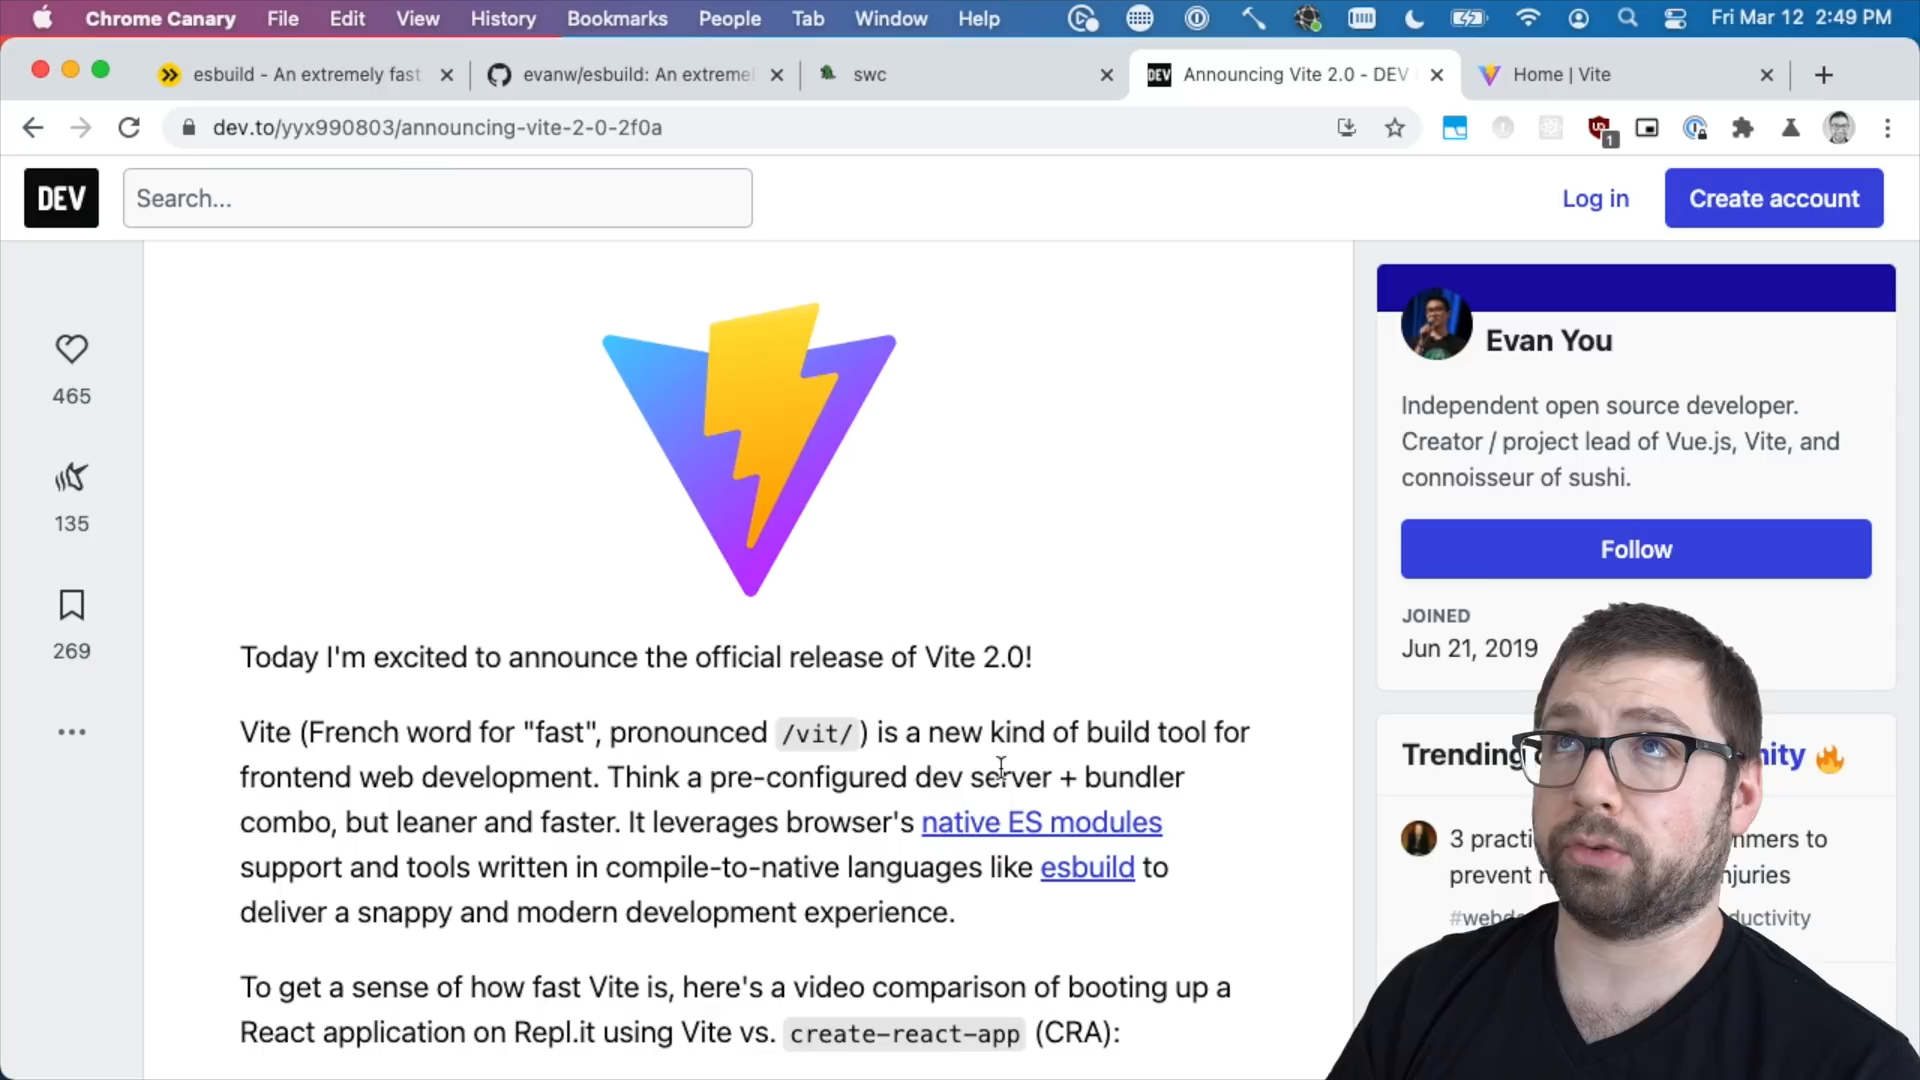 Chrome Canary File Edit View History Bookmarks People Tab Window Help Fri Mar 12 2:49 PM
esbuild - An extremely fast
evanw/esbuild: An extreme
swc
DEV Announcing Vite 2.0 - DEV
Home | Vite
dev.to/yyx990803/announcing-vite-2-0-2f0a
1
DEV
Search...
Log in
Create account
465
135
269
Today I'm excited to announce the official release of Vite 2.0!
Vite (French word for "fast", pronounced /vit/) is a new kind of build tool for
frontend web development. Think a pre-configured dev server + bundler
combo, but leaner and faster. It leverages browser's native ES modules
support and tools written in compile-to-native languages like esbuild to
deliver a snappy and modern development experience.
To get a sense of how fast Vite is, here's a video comparison of booting up a
React application on Repl.it using Vite vs. create-react-app (CRA):
Evan You
Independent open source developer.
Creator / project lead of Vue.js, Vite, and
connoisseur of sushi.
Follow
JOINED
Jun 21, 2019
Trending
3 to
prevent